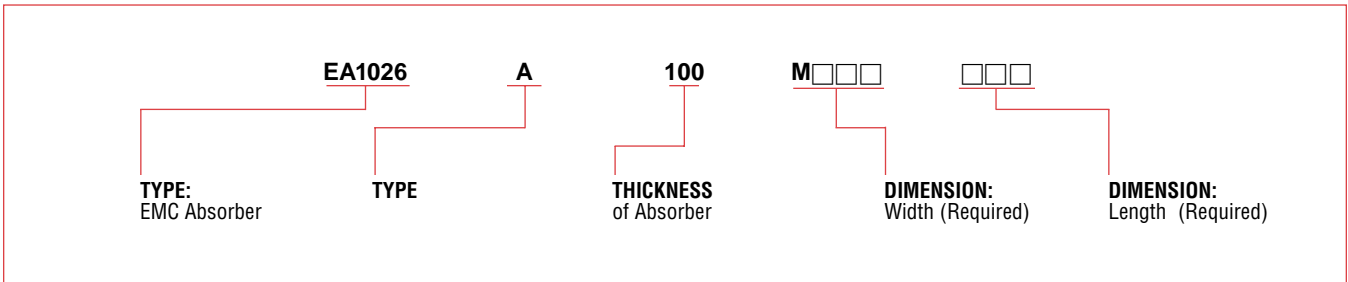 EA1026 A 100 M□□□ □□□
TYPE: TYPE THICKNESS DIMENSION: DIMENSION:
EMC Absorber of Absorber Width (Required) Length (Required)